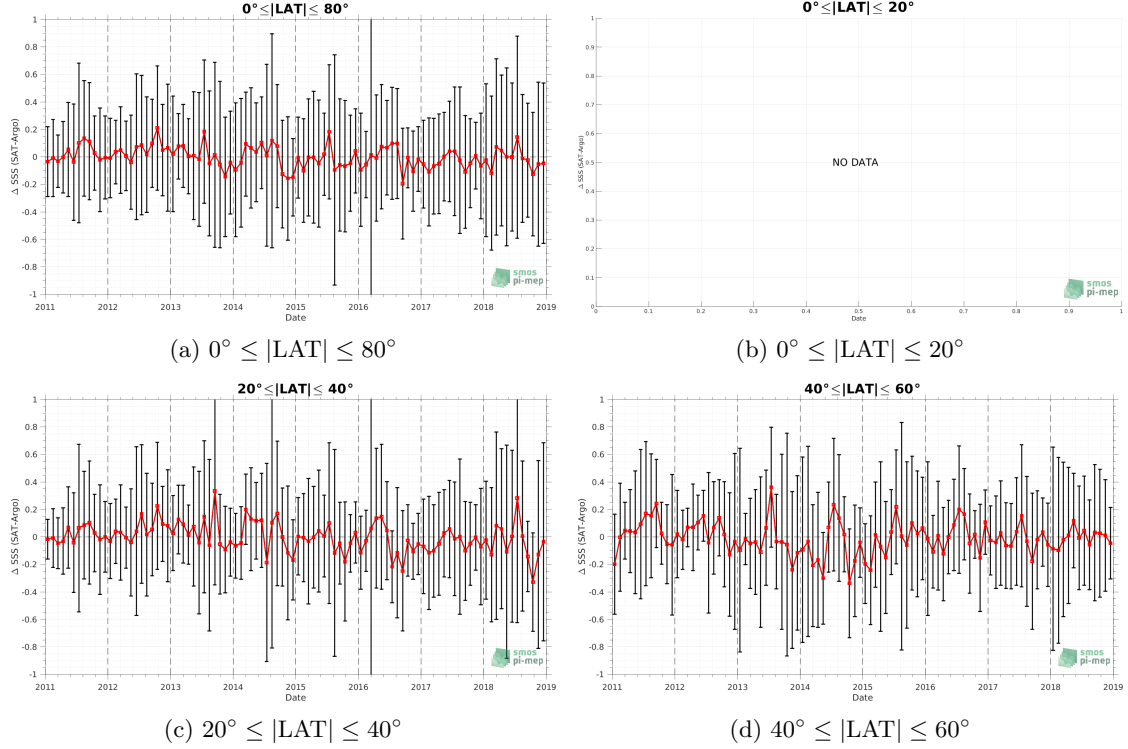 0°≤|LAT|≤ 80°
1
0.8
0.6
0.4
0.2
0
-0.2
-0.4
-0.6
-0.8
-1
Δ SSS (SAT-Argo)
2011 2012 2013 2014 2015 2016 2017 2018 2019
Date
smos
pi-mep
(a) 0° ≤ |LAT| ≤ 80°
0°≤|LAT|≤ 20°
1
0.9
0.8
0.7
0.6
0.5
0.4
0.3
0.2
0.1
0
Δ SSS (SAT-Argo)
NO DATA
0 0.1 0.2 0.3 0.4 0.5 0.6 0.7 0.8 0.9 1
Date
smos
pi-mep
(b) 0° ≤ |LAT| ≤ 20°
20°≤|LAT|≤ 40°
1
0.8
0.6
0.4
0.2
0
-0.2
-0.4
-0.6
-0.8
-1
Δ SSS (SAT-Argo)
2011 2012 2013 2014 2015 2016 2017 2018 2019
Date
smos
pi-mep
(c) 20° ≤ |LAT| ≤ 40°
40°≤|LAT|≤ 60°
1
0.8
0.6
0.4
0.2
0
-0.2
-0.4
-0.6
-0.8
-1
Δ SSS (SAT-Argo)
2011 2012 2013 2014 2015 2016 2017 2018 2019
Date
smos
pi-mep
(d) 40° ≤ |LAT| ≤ 60°